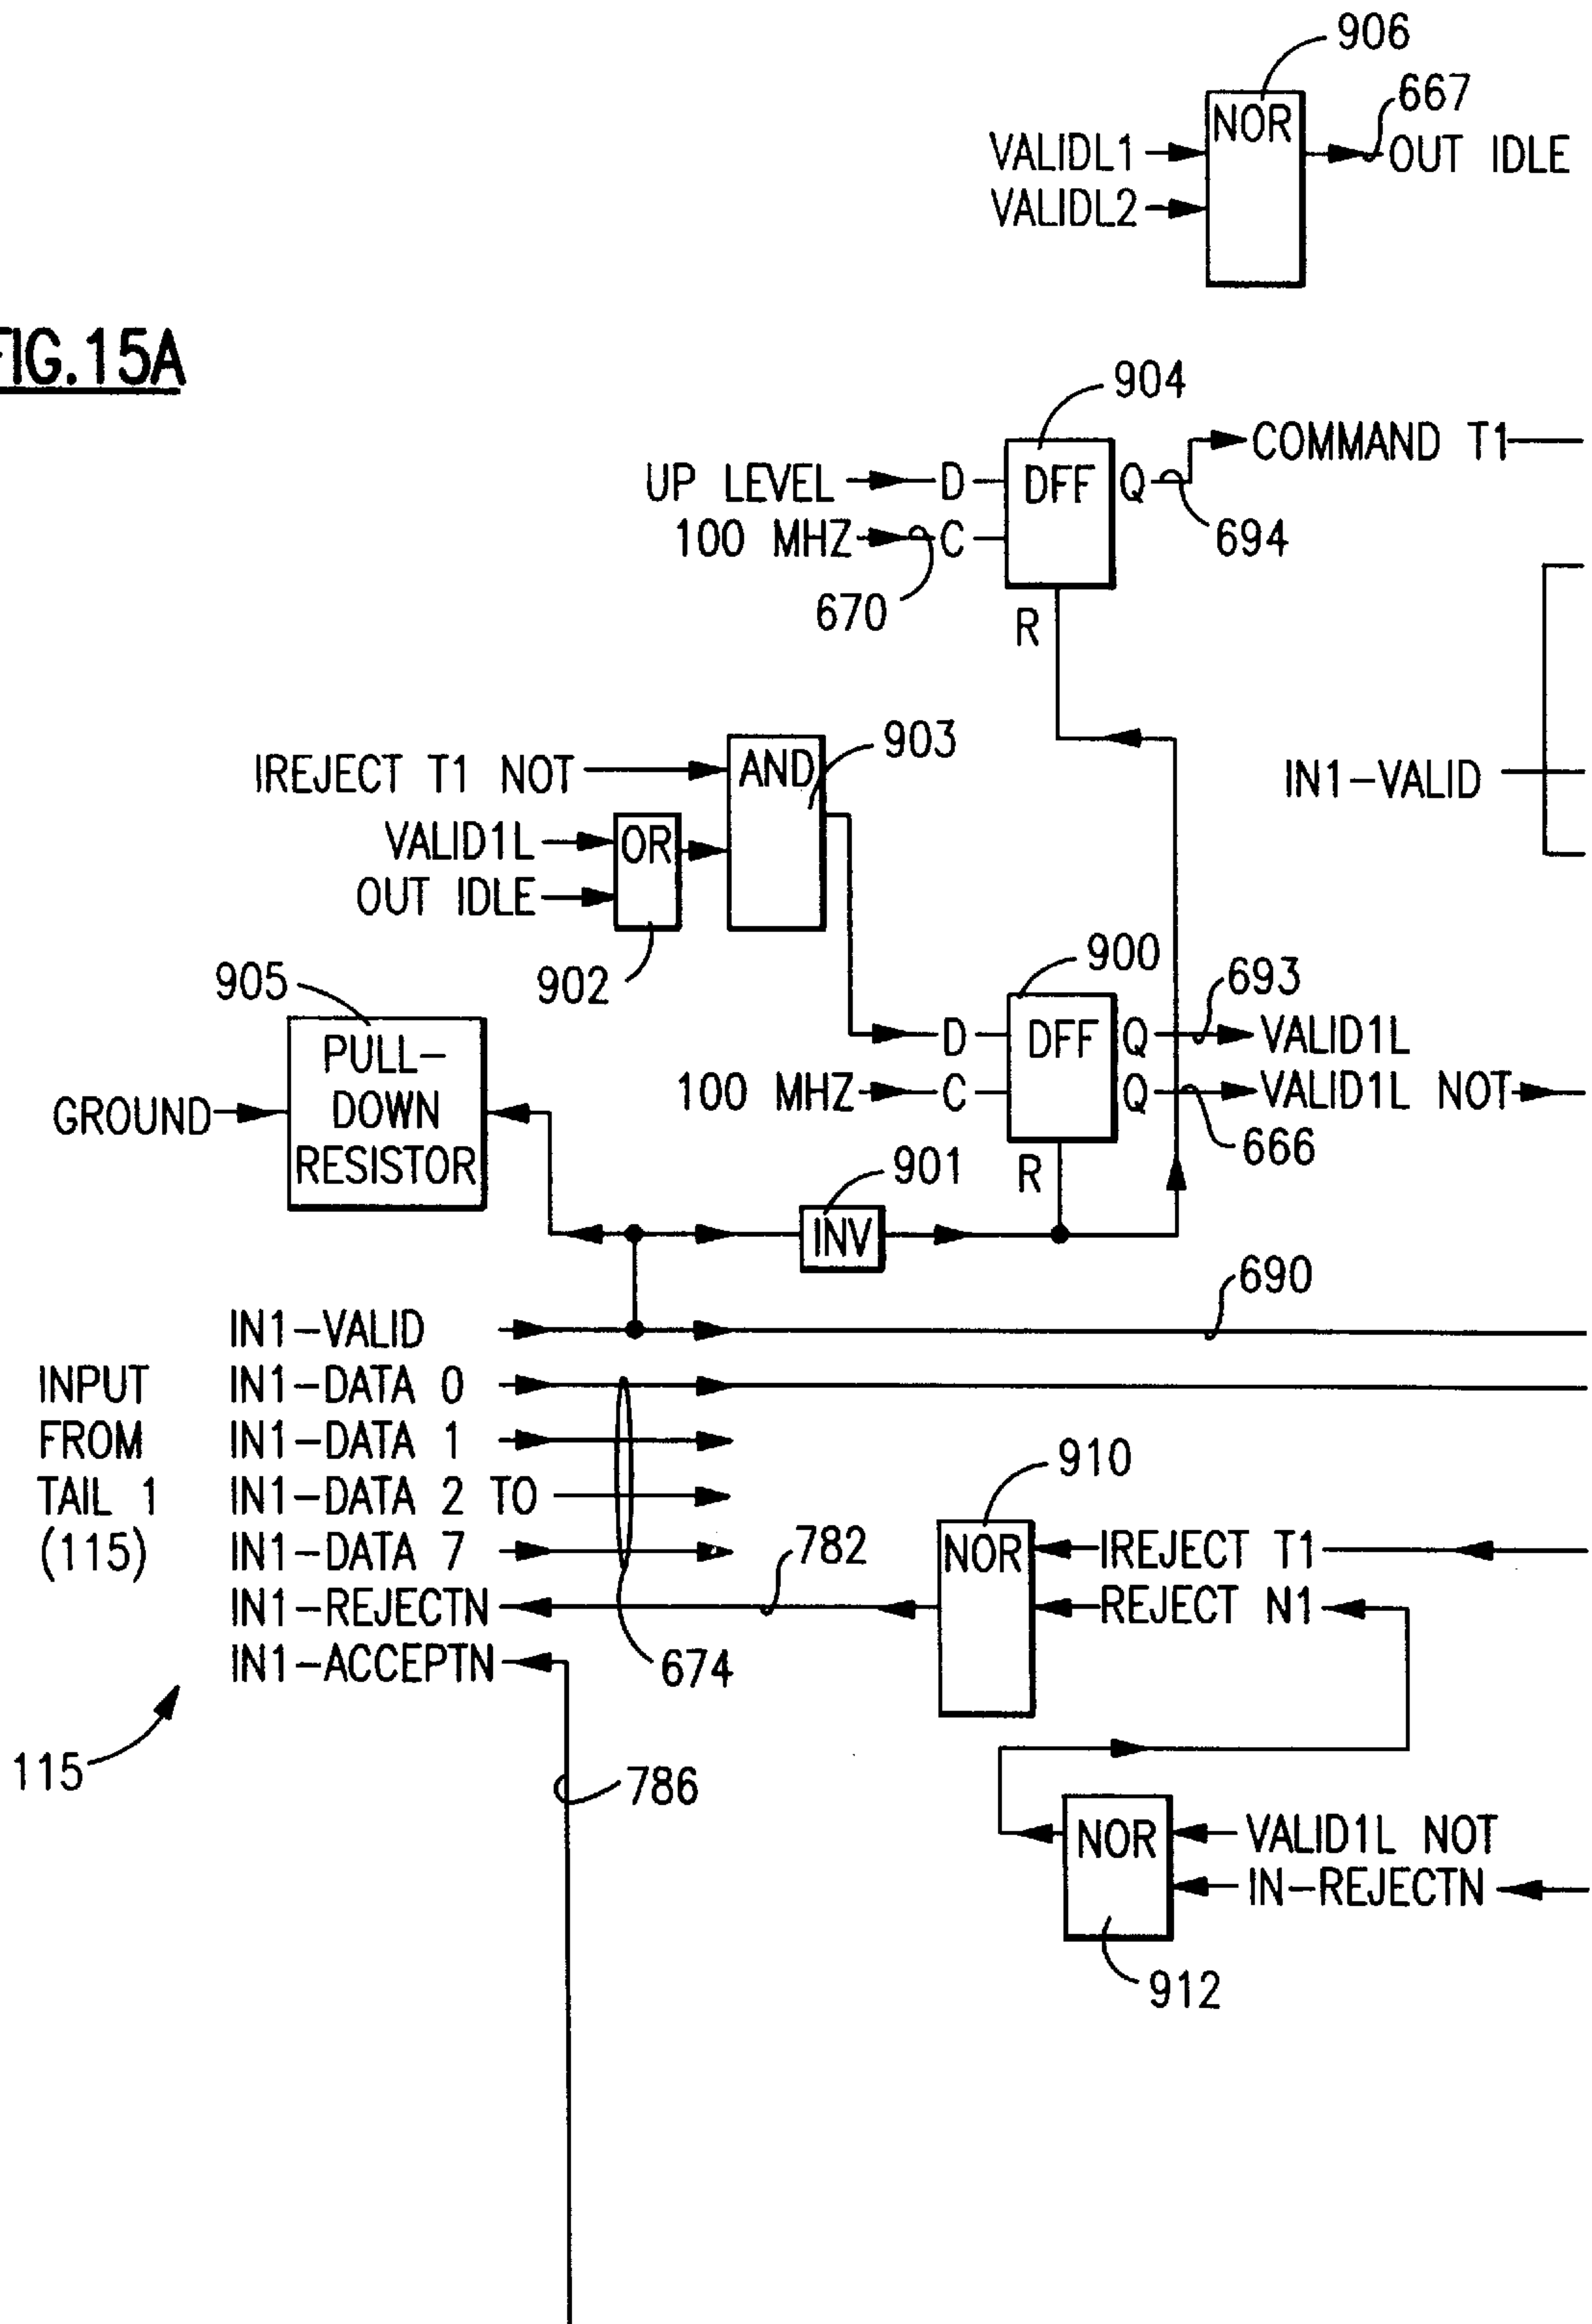 906
667
NOR
VALIDL1
OUT IDLE
VALIDL2
FIG.15A
904
COMMAND T1
UP LEVEL
D
DFF
Q
100 MHZ
C
694
670
R
903
IREJECT T1 NOT
AND
IN1-VALID
VALID1L
OR
OUT IDLE
900
905
902
693
PULL-
DOWN
RESISTOR
D
DFF
Q
VALID1L
100 MHZ
C
Q
VALID1L NOT
GROUND
666
901
R
INV
690
IN1-VALID
INPUT
FROM
TAIL 1
(115)
IN1-DATA 0
IN1-DATA 1
IN1-DATA 2 TO
IN1-DATA 7
IN1-REJECTN
IN1-ACCEPTN
910
782
NOR
IREJECT T1
REJECT N1
674
115
786
NOR
VALID1L NOT
IN-REJECTN
912